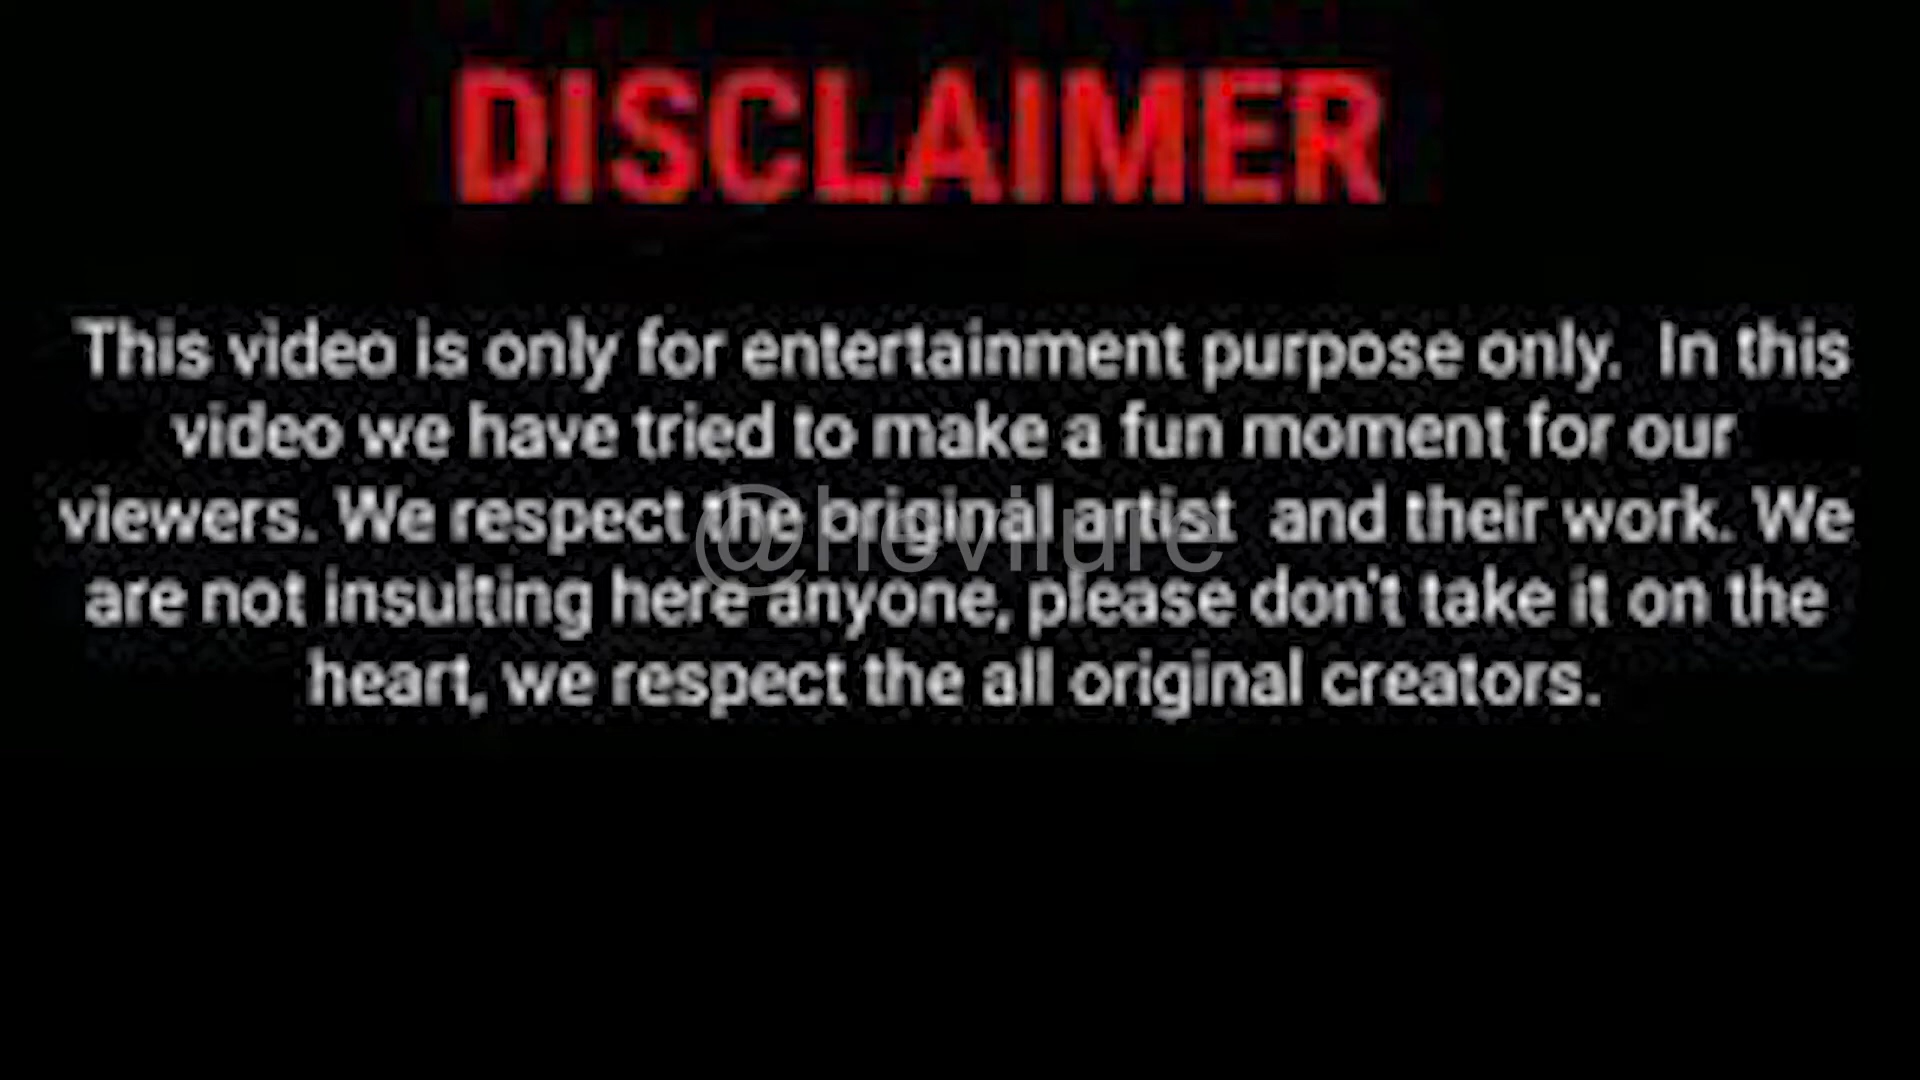 DISCLAIMER
This video is only for entertainment purpose only. In this
video we have tried to make a fun moment for our
viewers. We respect the original artist and their work. We
are not insulting here anyone, please don't take it on the
heart, we respect the all original creators.